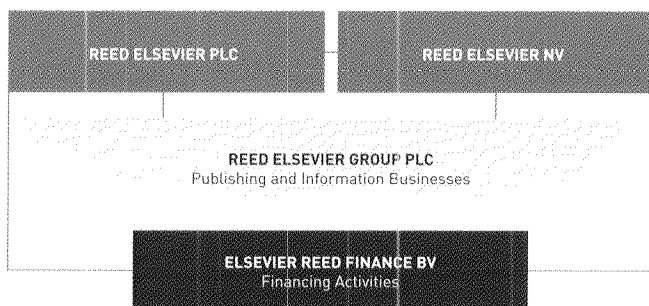 REED ELSEVIER PLC
REED ELSEVIER NV
REED ELSEVIER GROUP PLC
Publishing and Information Businesses
ELSEVIER REED FINANCE BV
Financing Activities